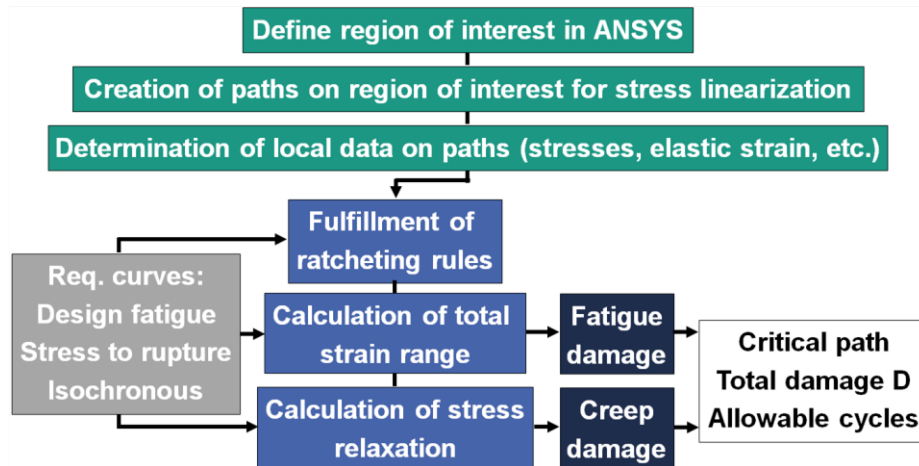 Define region of interest in ANSYS
Creation of paths on region of interest for stress linearization
Determination of local data on paths (stresses, elastic strain, etc.)
Fulfillment of
ratcheting rules
Req. curves:
Design fatigue
Stress to rupture
Isochronous
Calculation of total
strain range
Fatigue
damage
Calculation of stress
relaxation
Creep
damage
Critical path
Total damage D
Allowable cycles